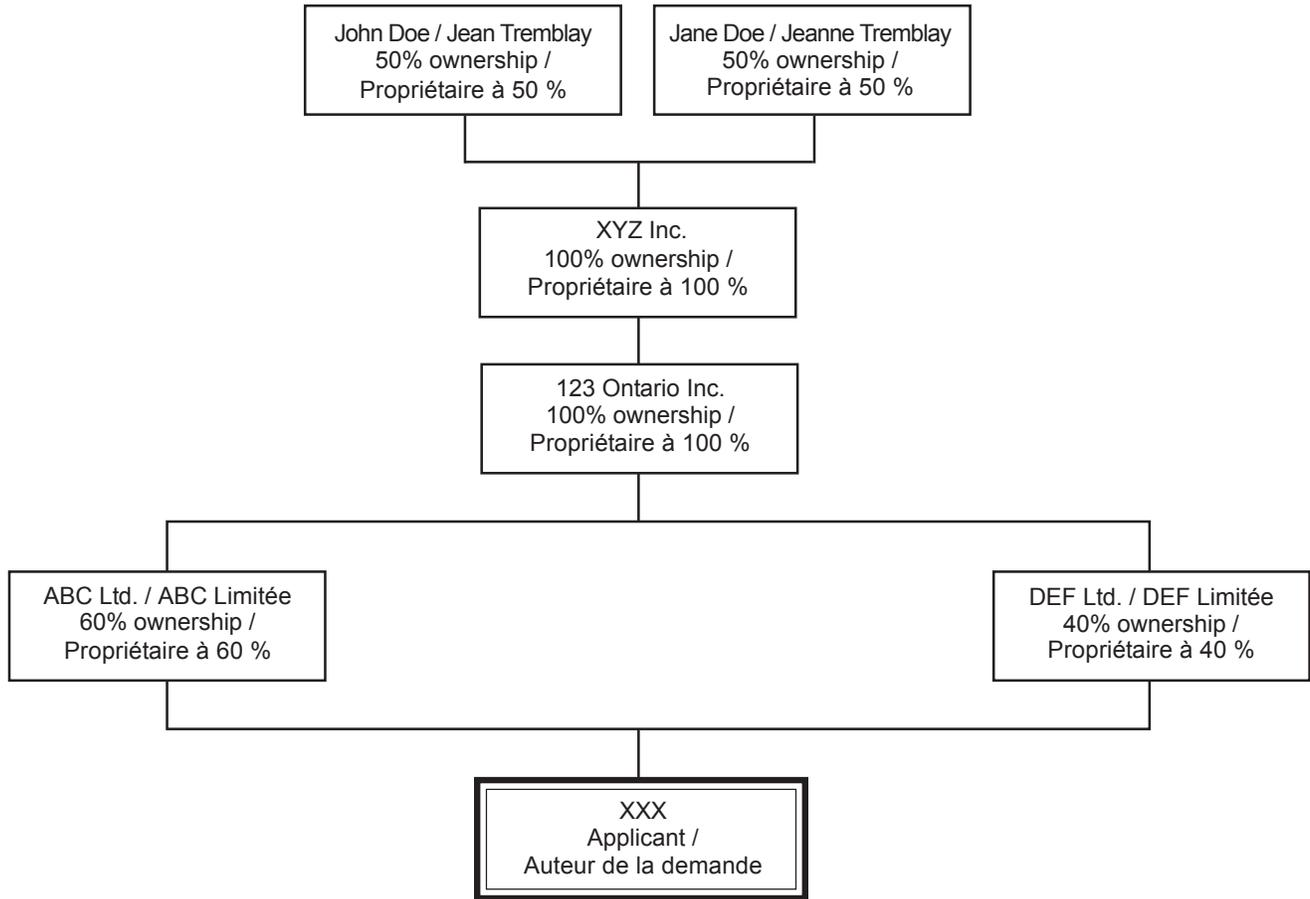 John Doe / Jean Tremblay
50% ownership /
Propriétaire à 50 %
Jane Doe / Jeanne Tremblay
50% ownership /
Propriétaire à 50 %
XYZ Inc.
100% ownership /
Propriétaire à 100 %
123 Ontario Inc.
100% ownership /
Propriétaire à 100 %
ABC Ltd. / ABC Limitée
60% ownership /
Propriétaire à 60 %
DEF Ltd. / DEF Limitée
40% ownership /
Propriétaire à 40 %
XXX
Applicant /
Auteur de la demande